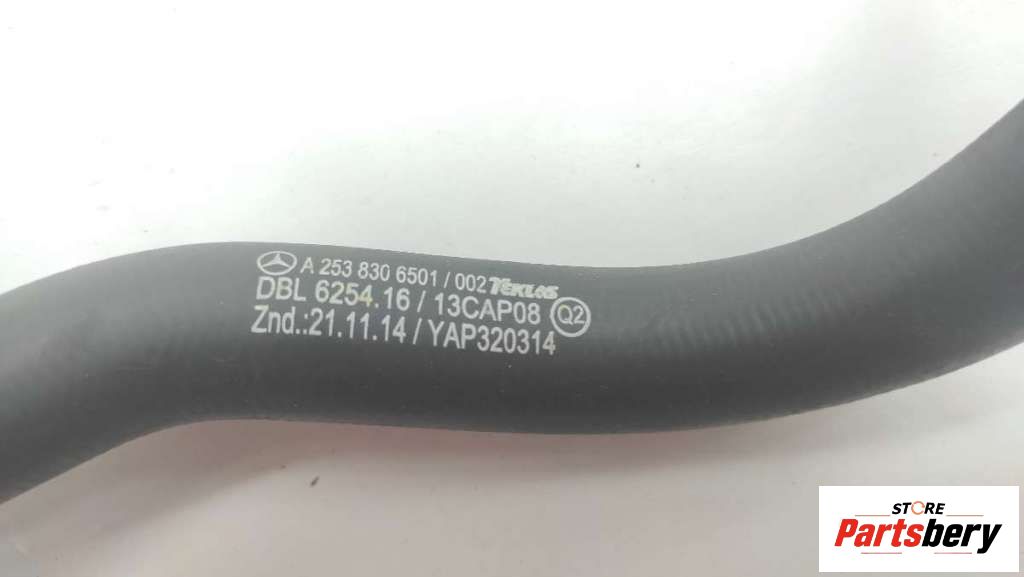 A 253 830 6501 / 002 TEKLAS
DBL 6254.16 / 13CAP08 Q2
Znd.:21.11.14 / YAP320314
STORE
Partsbery